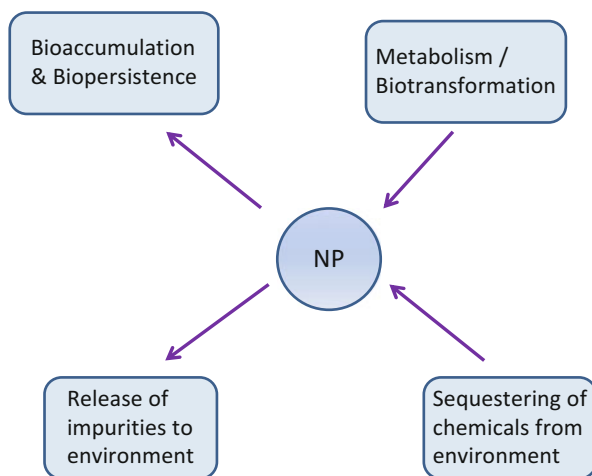 Bioaccumulation
& Biopersistence
Metabolism /
Biotransformation
NP
Release of
impurities to
environment
Sequestering of
chemicals from
environment